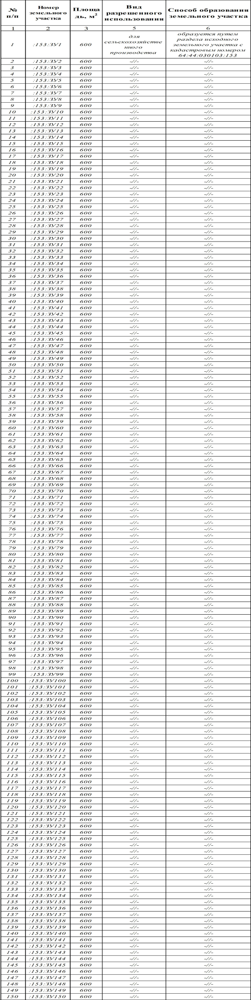 № п/п | Номер земельного участка | Площа дь, м² | Вид разрешенного использования | Способ образования земельного участка
1 | 2 | 3 | 5 | 6
1 | :153:ЗУ1 | 600 | для сельскохозяйстве нного производства | образуется путем раздела исходного земельного участка с кадастровым номером 64:44:030103:153
2 | :153:ЗУ2 | 600 | -//- | -//-
3 | :153:ЗУ3 | 600 | -//- | -//-
4 | :153:ЗУ4 | 600 | -//- | -//-
5 | :153:ЗУ5 | 600 | -//- | -//-
6 | :153:ЗУ6 | 600 | -//- | -//-
7 | :153:ЗУ7 | 600 | -//- | -//-
8 | :153:ЗУ8 | 600 | -//- | -//-
9 | :153:ЗУ9 | 600 | -//- | -//-
10 | :153:ЗУ10 | 600 | -//- | -//-
11 | :153:ЗУ11 | 600 | -//- | -//-
12 | :153:ЗУ12 | 600 | -//- | -//-
13 | :153:ЗУ13 | 600 | -//- | -//-
14 | :153:ЗУ14 | 600 | -//- | -//-
15 | :153:ЗУ15 | 600 | -//- | -//-
16 | :153:ЗУ16 | 600 | -//- | -//-
17 | :153:ЗУ17 | 600 | -//- | -//-
18 | :153:ЗУ18 | 600 | -//- | -//-
19 | :153:ЗУ19 | 600 | -//- | -//-
20 | :153:ЗУ20 | 600 | -//- | -//-
21 | :153:ЗУ21 | 600 | -//- | -//-
22 | :153:ЗУ22 | 600 | -//- | -//-
23 | :153:ЗУ23 | 600 | -//- | -//-
24 | :153:ЗУ24 | 600 | -//- | -//-
25 | :153:ЗУ25 | 600 | -//- | -//-
26 | :153:ЗУ26 | 600 | -//- | -//-
27 | :153:ЗУ27 | 600 | -//- | -//-
28 | :153:ЗУ28 | 600 | -//- | -//-
29 | :153:ЗУ29 | 600 | -//- | -//-
30 | :153:ЗУ30 | 600 | -//- | -//-
31 | :153:ЗУ31 | 600 | -//- | -//-
32 | :153:ЗУ32 | 600 | -//- | -//-
33 | :153:ЗУ33 | 600 | -//- | -//-
34 | :153:ЗУ34 | 600 | -//- | -//-
35 | :153:ЗУ35 | 600 | -//- | -//-
36 | :153:ЗУ36 | 600 | -//- | -//-
37 | :153:ЗУ37 | 600 | -//- | -//-
38 | :153:ЗУ38 | 600 | -//- | -//-
39 | :153:ЗУ39 | 600 | -//- | -//-
40 | :153:ЗУ40 | 600 | -//- | -//-
41 | :153:ЗУ41 | 600 | -//- | -//-
42 | :153:ЗУ42 | 600 | -//- | -//-
43 | :153:ЗУ43 | 600 | -//- | -//-
44 | :153:ЗУ44 | 600 | -//- | -//-
45 | :153:ЗУ45 | 600 | -//- | -//-
46 | :153:ЗУ46 | 600 | -//- | -//-
47 | :153:ЗУ47 | 600 | -//- | -//-
48 | :153:ЗУ48 | 600 | -//- | -//-
49 | :153:ЗУ49 | 600 | -//- | -//-
50 | :153:ЗУ50 | 600 | -//- | -//-
51 | :153:ЗУ51 | 600 | -//- | -//-
52 | :153:ЗУ52 | 600 | -//- | -//-
53 | :153:ЗУ53 | 600 | -//- | -//-
54 | :153:ЗУ54 | 600 | -//- | -//-
55 | :153:ЗУ55 | 600 | -//- | -//-
56 | :153:ЗУ56 | 600 | -//- | -//-
57 | :153:ЗУ57 | 600 | -//- | -//-
58 | :153:ЗУ58 | 600 | -//- | -//-
59 | :153:ЗУ59 | 600 | -//- | -//-
60 | :153:ЗУ60 | 600 | -//- | -//-
61 | :153:ЗУ61 | 600 | -//- | -//-
62 | :153:ЗУ62 | 600 | -//- | -//-
63 | :153:ЗУ63 | 600 | -//- | -//-
64 | :153:ЗУ64 | 600 | -//- | -//-
65 | :153:ЗУ65 | 600 | -//- | -//-
66 | :153:ЗУ66 | 600 | -//- | -//-
67 | :153:ЗУ67 | 600 | -//- | -//-
68 | :153:ЗУ68 | 600 | -//- | -//-
69 | :153:ЗУ69 | 600 | -//- | -//-
70 | :153:ЗУ70 | 600 | -//- | -//-
71 | :153:ЗУ71 | 600 | -//- | -//-
72 | :153:ЗУ72 | 600 | -//- | -//-
73 | :153:ЗУ73 | 600 | -//- | -//-
74 | :153:ЗУ74 | 600 | -//- | -//-
75 | :153:ЗУ75 | 600 | -//- | -//-
76 | :153:ЗУ76 | 600 | -//- | -//-
77 | :153:ЗУ77 | 600 | -//- | -//-
78 | :153:ЗУ78 | 600 | -//- | -//-
79 | :153:ЗУ79 | 600 | -//- | -//-
80 | :153:ЗУ80 | 600 | -//- | -//-
81 | :153:ЗУ81 | 600 | -//- | -//-
82 | :153:ЗУ82 | 600 | -//- | -//-
83 | :153:ЗУ83 | 600 | -//- | -//-
84 | :153:ЗУ84 | 600 | -//- | -//-
85 | :153:ЗУ85 | 600 | -//- | -//-
86 | :153:ЗУ86 | 600 | -//- | -//-
87 | :153:ЗУ87 | 600 | -//- | -//-
88 | :153:ЗУ88 | 600 | -//- | -//-
89 | :153:ЗУ89 | 600 | -//- | -//-
90 | :153:ЗУ90 | 600 | -//- | -//-
91 | :153:ЗУ91 | 600 | -//- | -//-
92 | :153:ЗУ92 | 600 | -//- | -//-
93 | :153:ЗУ93 | 600 | -//- | -//-
94 | :153:ЗУ94 | 600 | -//- | -//-
95 | :153:ЗУ95 | 600 | -//- | -//-
96 | :153:ЗУ96 | 600 | -//- | -//-
97 | :153:ЗУ97 | 600 | -//- | -//-
98 | :153:ЗУ98 | 600 | -//- | -//-
99 | :153:ЗУ99 | 600 | -//- | -//-
100 | :153:ЗУ100 | 600 | -//- | -//-
101 | :153:ЗУ101 | 600 | -//- | -//-
102 | :153:ЗУ102 | 600 | -//- | -//-
103 | :153:ЗУ103 | 600 | -//- | -//-
104 | :153:ЗУ104 | 600 | -//- | -//-
105 | :153:ЗУ105 | 600 | -//- | -//-
106 | :153:ЗУ106 | 600 | -//- | -//-
107 | :153:ЗУ107 | 600 | -//- | -//-
108 | :153:ЗУ108 | 600 | -//- | -//-
109 | :153:ЗУ109 | 600 | -//- | -//-
110 | :153:ЗУ110 | 600 | -//- | -//-
111 | :153:ЗУ111 | 600 | -//- | -//-
112 | :153:ЗУ112 | 600 | -//- | -//-
113 | :153:ЗУ113 | 600 | -//- | -//-
114 | :153:ЗУ114 | 600 | -//- | -//-
115 | :153:ЗУ115 | 600 | -//- | -//-
116 | :153:ЗУ116 | 600 | -//- | -//-
117 | :153:ЗУ117 | 600 | -//- | -//-
118 | :153:ЗУ118 | 600 | -//- | -//-
119 | :153:ЗУ119 | 600 | -//- | -//-
120 | :153:ЗУ120 | 600 | -//- | -//-
121 | :153:ЗУ121 | 600 | -//- | -//-
122 | :153:ЗУ122 | 600 | -//- | -//-
123 | :153:ЗУ123 | 600 | -//- | -//-
124 | :153:ЗУ124 | 600 | -//- | -//-
125 | :153:ЗУ125 | 600 | -//- | -//-
126 | :153:ЗУ126 | 600 | -//- | -//-
127 | :153:ЗУ127 | 600 | -//- | -//-
128 | :153:ЗУ128 | 600 | -//- | -//-
129 | :153:ЗУ129 | 600 | -//- | -//-
130 | :153:ЗУ130 | 600 | -//- | -//-
131 | :153:ЗУ131 | 600 | -//- | -//-
132 | :153:ЗУ132 | 600 | -//- | -//-
133 | :153:ЗУ133 | 600 | -//- | -//-
134 | :153:ЗУ134 | 600 | -//- | -//-
135 | :153:ЗУ135 | 600 | -//- | -//-
136 | :153:ЗУ136 | 600 | -//- | -//-
137 | :153:ЗУ137 | 600 | -//- | -//-
138 | :153:ЗУ138 | 600 | -//- | -//-
139 | :153:ЗУ139 | 600 | -//- | -//-
140 | :153:ЗУ140 | 600 | -//- | -//-
141 | :153:ЗУ141 | 600 | -//- | -//-
142 | :153:ЗУ142 | 600 | -//- | -//-
143 | :153:ЗУ143 | 600 | -//- | -//-
144 | :153:ЗУ144 | 600 | -//- | -//-
145 | :153:ЗУ145 | 600 | -//- | -//-
146 | :153:ЗУ146 | 600 | -//- | -//-
147 | :153:ЗУ147 | 600 | -//- | -//-
148 | :153:ЗУ148 | 600 | -//- | -//-
149 | :153:ЗУ149 | 600 | -//- | -//-
150 | :153:ЗУ150 | 600 | -//- | -//-